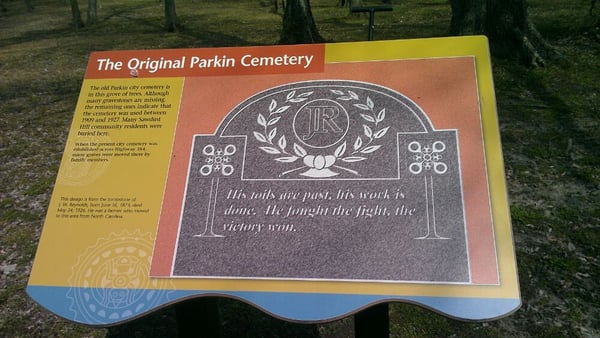 The Original Parkin Cemetery
The old Parkin city cemetery is
in this grove of trees. Although
many gravestones are missing,
the remaining ones indicate that
the cemetery was used between
1909 and 1927. Many Sawdust
Hill community residents were
buried here.
When the present city cemetery was
established across Highway 184,
many graves were moved there by
family members.
This design is from the tombstone of
J. W. Reynolds, born June 16, 1873, died
May 24, 1926. He was a farmer who moved
to this area from North Carolina.
JR
His toils are past, his work is
done. He fought the fight, the
victory won.